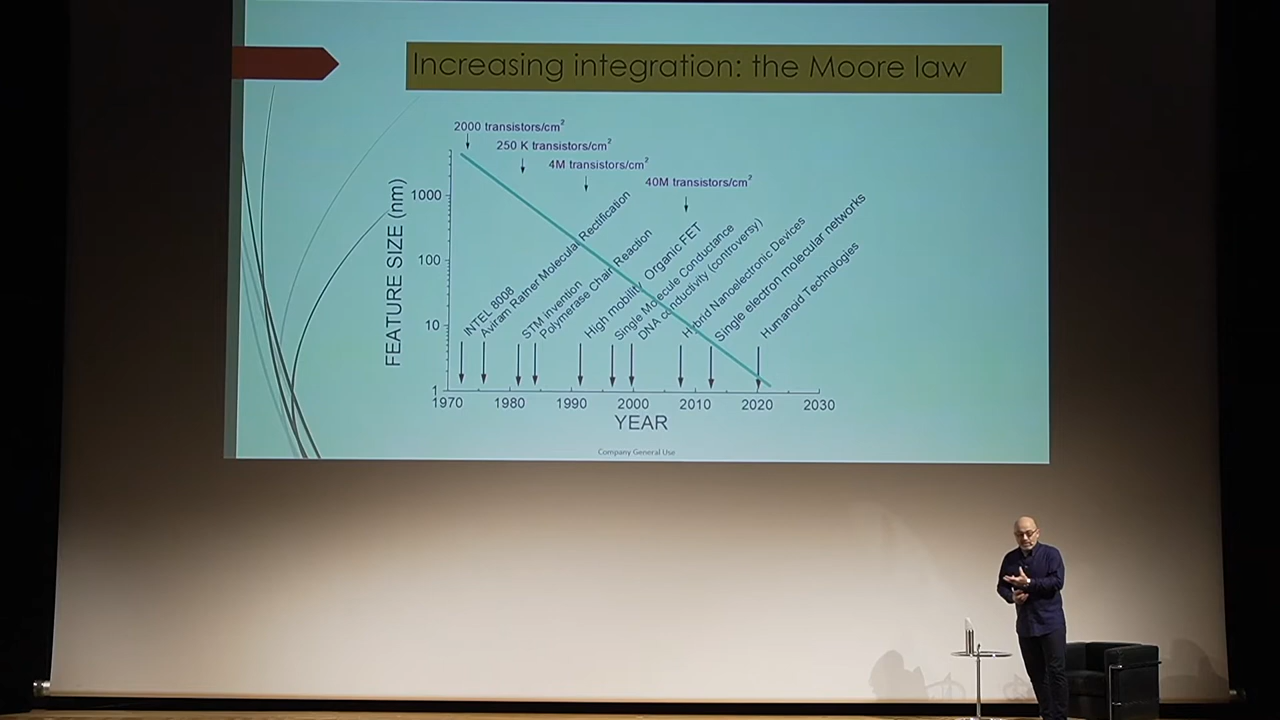 Increasing integration: the Moore law
2000 transistors/cm²
250 K transistors/cm²
4M transistors/cm²
40M transistors/cm²
FEATURE SIZE (nm)
1000
100
10
1
INTEL 8008
Aviram Ratner Molecular Rectification
STM Invention
Polymerase Chain Reaction
High mobility Organic FET
Single Molecule Conductance
DNA conductivity (controversy)
Hybrid Nanoelectronic Devices
Single electron molecular networks
Humanoid Technologies
1970 1980 1990 2000 2010 2020 2030
YEAR
Company General Use